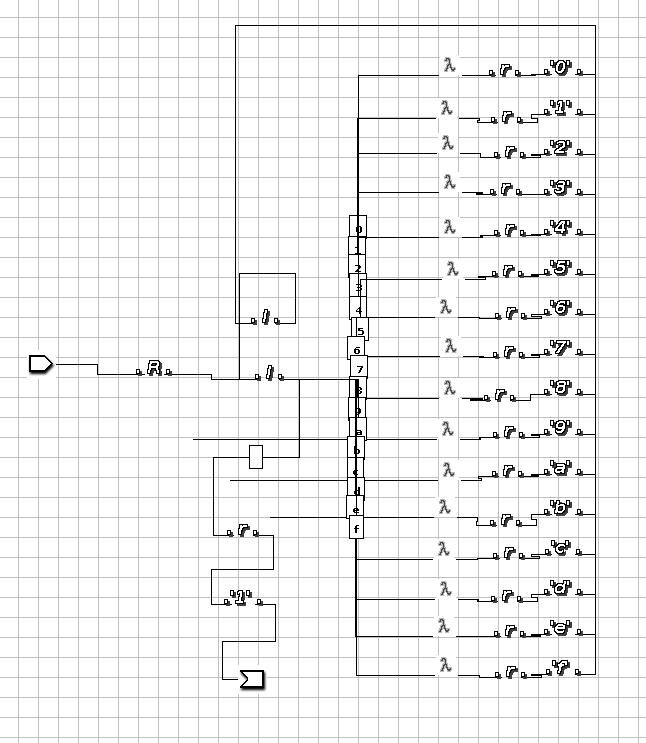 λ r '0'
λ r '1'
λ r '2'
λ r '3'
λ r '4'
λ r '5'
λ r '6'
λ r '7'
λ r '8'
λ r '9'
λ r 'a'
λ r 'b'
λ r 'c'
λ r 'd'
λ r 'e'
λ r 'f'
0
1
2
3
4
5
6
7
8
9
a
b
c
d
e
f
l
R
l
r
'1'